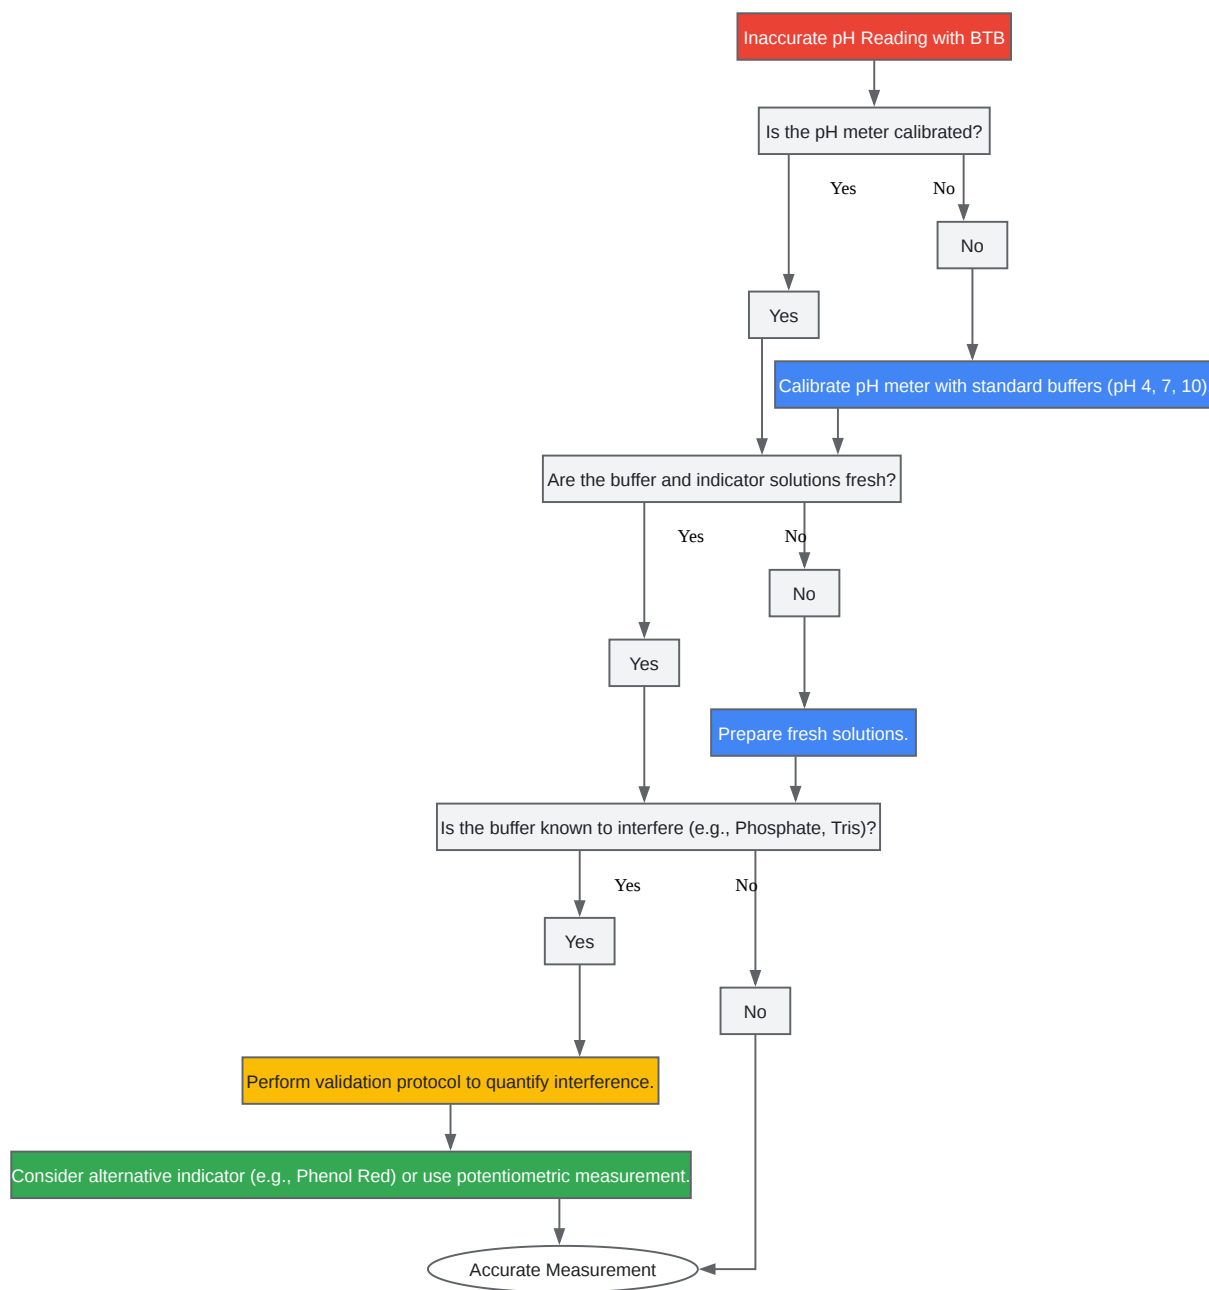 Inaccurate pH Reading with BTB
Is the pH meter calibrated?
Yes
No
No
Yes
Calibrate pH meter with standard buffers (pH 4, 7, 10)
Are the buffer and indicator solutions fresh?
Yes
No
No
Yes
Prepare fresh solutions.
Is the buffer known to interfere (e.g., Phosphate, Tris)?
Yes
No
Yes
No
Perform validation protocol to quantify interference.
Consider alternative indicator (e.g., Phenol Red) or use potentiometric measurement.
Accurate Measurement